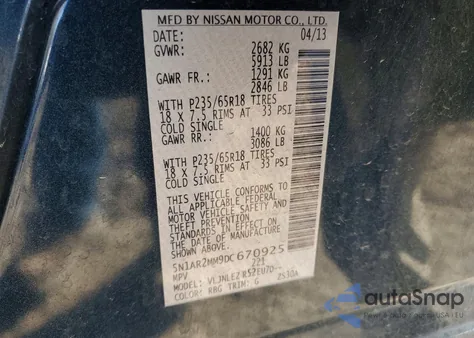 MFD BY NISSAN MOTOR CO., LTD.
DATE: 04/13
GVWR: 2682 KG
5913 LB
GAWR FR.: 1291 KG
2846 LB
WITH P235/65R18 TIRES
18 X 7.5 RIMS AT 33 PSI
COLD SINGLE
GAWR RR.: 1400 KG
3086 LB
WITH P235/65R18 TIRES
18 X 7.5 RIMS AT 33 PSI
COLD SINGLE
THIS VEHICLE CONFORMS TO
ALL APPLICABLE FEDERAL
MOTOR VEHICLE SAFETY AND
THEFT PREVENTION
STANDARDS IN EFFECT ON
THE DATE OF MANUFACTURE
SHOWN ABOVE.
5N1AR2MM9DC670925
MPV 221
COLOR: RBG TRIM: G 2930A
autoSnap